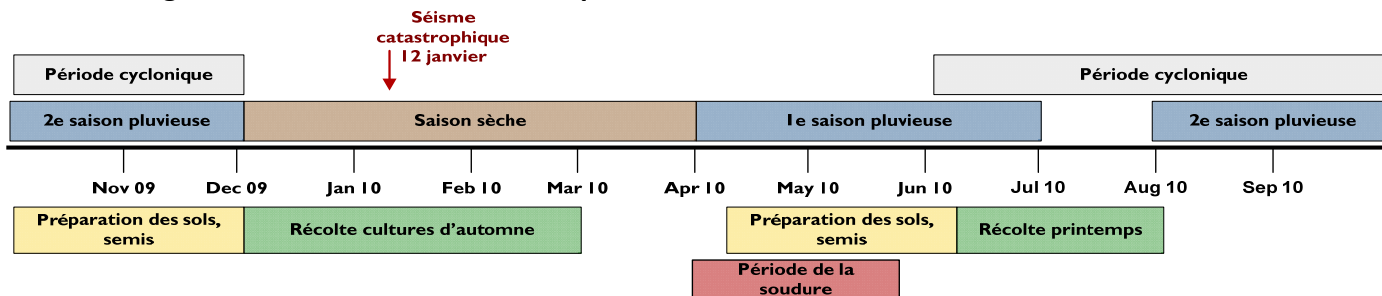 Séisme
catastrophique
12 janvier
Période cyclonique
Période cyclonique
2e saison pluvieuse
Saison sèche
1e saison pluvieuse
2e saison pluvieuse
Nov 09
Dec 09
Jan 10
Feb 10
Mar 10
Apr 10
May 10
Jun 10
Jul 10
Aug 10
Sep 10
Préparation des sols,
semis
Récolte cultures d'automne
Préparation des sols,
semis
Récolte printemps
Période de la
soudure